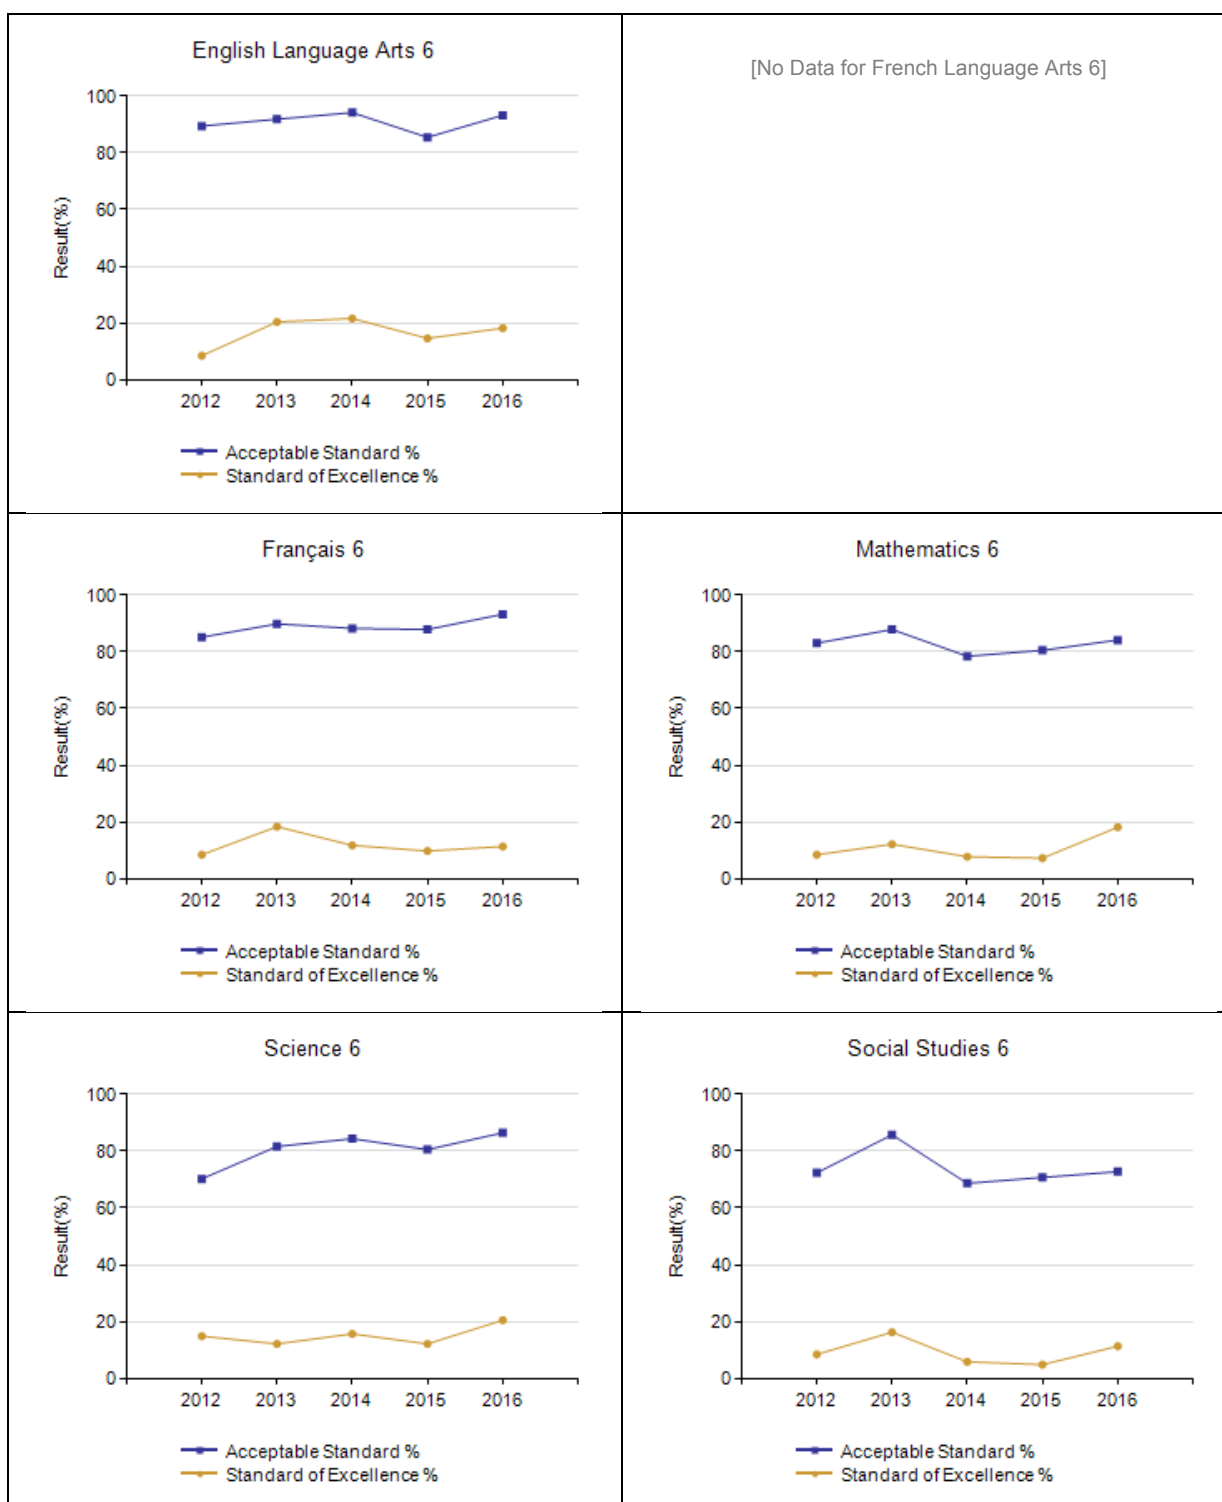 English Language Arts 6
100
80
60
40
20
0
Result(%)
2012 2013 2014 2015 2016
Acceptable Standard %
Standard of Excellence %
[No Data for French Language Arts 6]
Français 6
100
80
60
40
20
0
Result(%)
2012 2013 2014 2015 2016
Acceptable Standard %
Standard of Excellence %
Mathematics 6
100
80
60
40
20
0
Result(%)
2012 2013 2014 2015 2016
Acceptable Standard %
Standard of Excellence %
Science 6
100
80
60
40
20
0
Result(%)
2012 2013 2014 2015 2016
Acceptable Standard %
Standard of Excellence %
Social Studies 6
100
80
60
40
20
0
Result(%)
2012 2013 2014 2015 2016
Acceptable Standard %
Standard of Excellence %